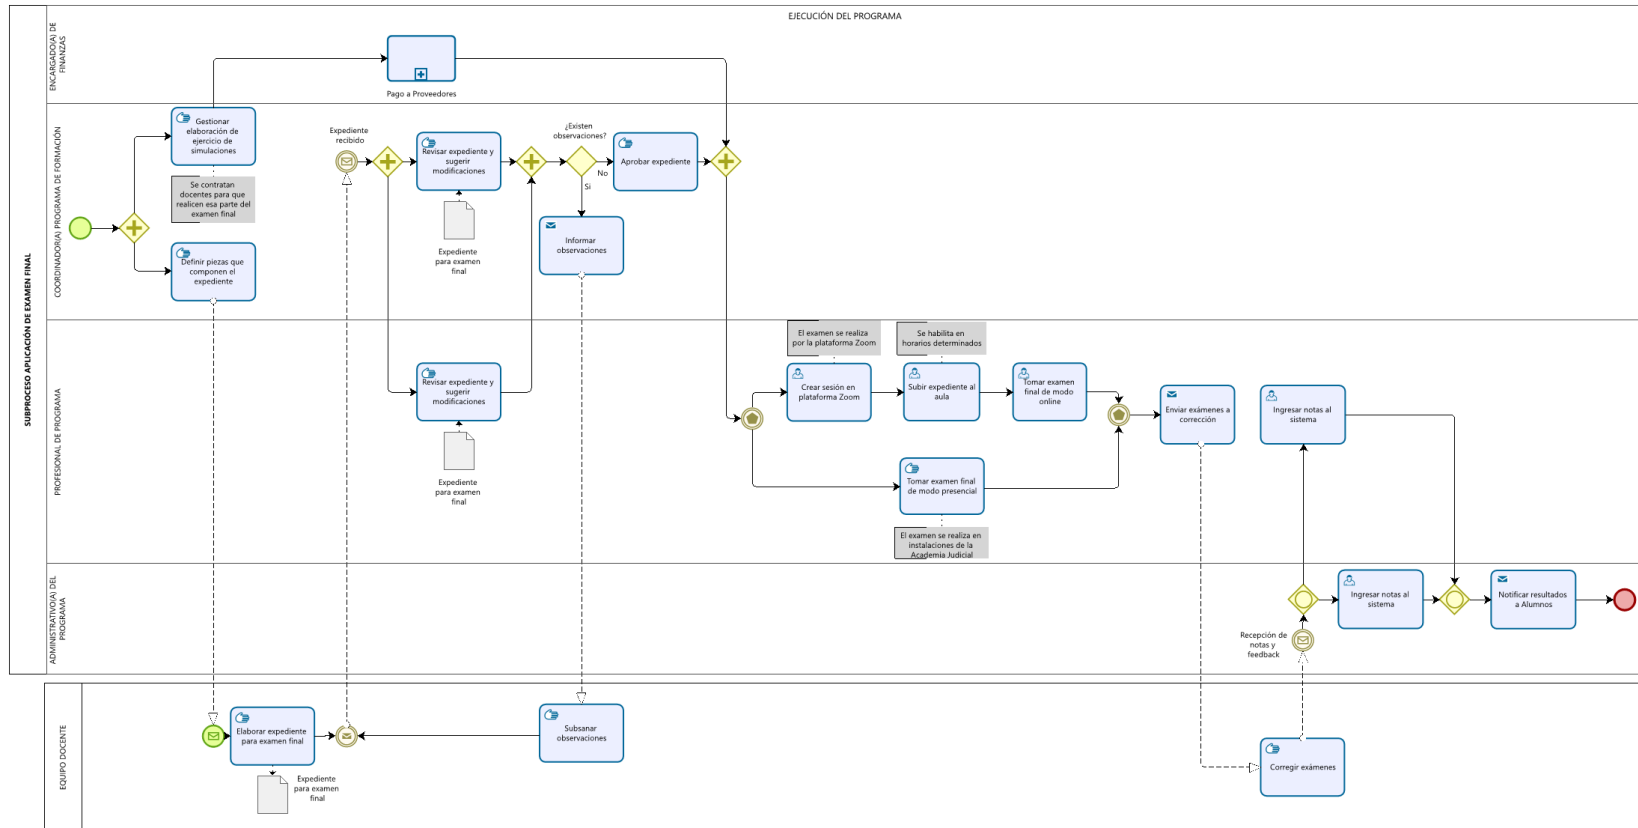 EJECUCIÓN DEL PROGRAMA
SUBPROCESO APLICACIÓN DE EXAMEN FINAL
ENCARGADO(A) DE
FINANZAS
Pago a Proveedores
COORDINADOR(A) PROGRAMA DE FORMACIÓN
Gestionar
elaboración de
ejercicio de
simulaciones
Se contratan
docentes para que
realicen esa parte del
examen final
Definir piezas que
componen el
expediente
Expediente
recibido
Revisar expediente y
sugerir
modificaciones
Expediente
para examen
final
¿Existen
observaciones?
No
Si
Aprobar expediente
Informar
observaciones
PROFESIONAL DE PROGRAMA
Revisar expediente y
sugerir
modificaciones
Expediente
para examen
final
El examen se realiza
por la plataforma Zoom
Se habilita en
horarios determinados
Crear sesión en
plataforma Zoom
Subir expediente al
aula
Tomar examen
final de modo
online
Tomar examen final
de modo presencial
El examen se realiza en
instalaciones de la
Academia Judicial
Enviar exámenes a
corrección
Ingresar notas al
sistema
ADMINISTRATIVO(A) DEL
PROGRAMA
Recepción de
notas y
feedback
Ingresar notas al
sistema
Notificar resultados
a Alumnos
EQUIPO DOCENTE
Elaborar expediente
para examen final
Expediente
para examen
final
Subsanar
observaciones
Corregir exámenes